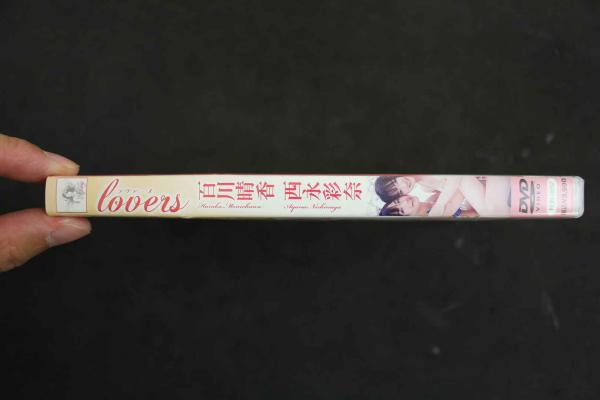 lovers
百川晴香 西永彩奈
Haruka Momokawa Ayana Nishinaga
DVD
VIDEO